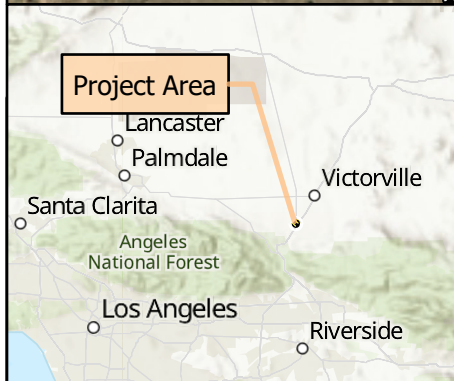 Project Area
Lancaster
Palmdale
Victorville
Santa Clarita
Angeles
National Forest
Los Angeles
Riverside